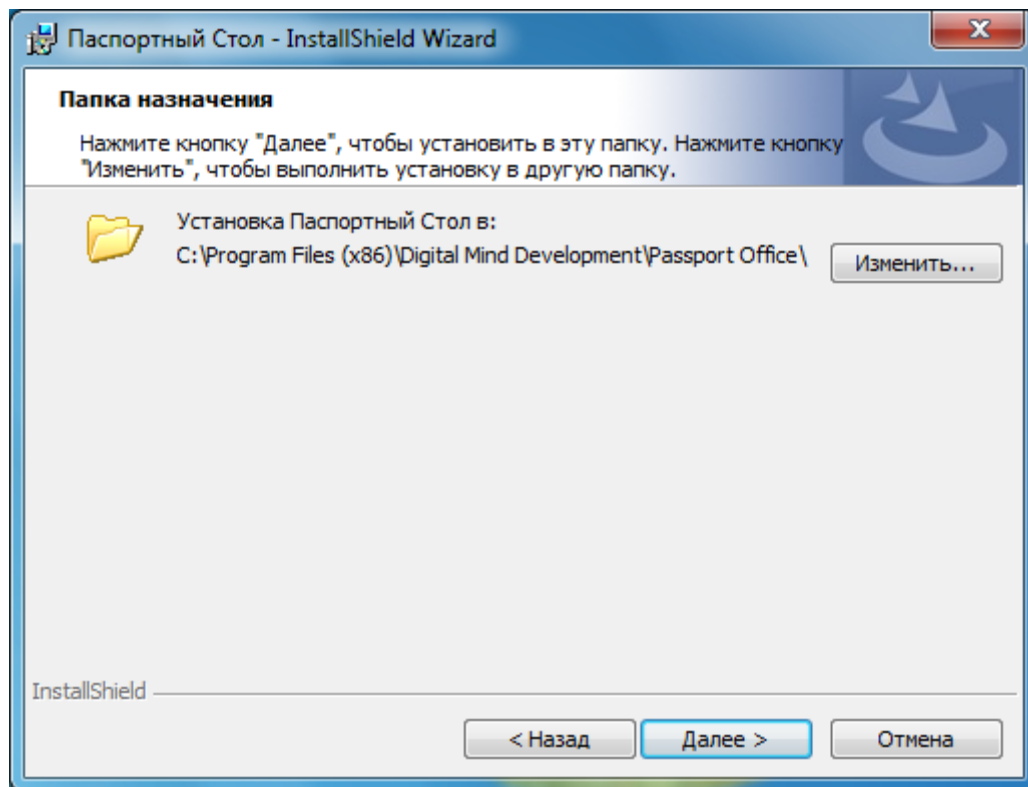 Паспортный Стол - InstallShield Wizard
Папка назначения
Нажмите кнопку "Далее", чтобы установить в эту папку. Нажмите кнопку
"Изменить", чтобы выполнить установку в другую папку.
Установка Паспортный Стол в:
C:\Program Files (x86)\Digital Mind Development\Passport Office\
Изменить...
InstallShield
< Назад
Далее >
Отмена